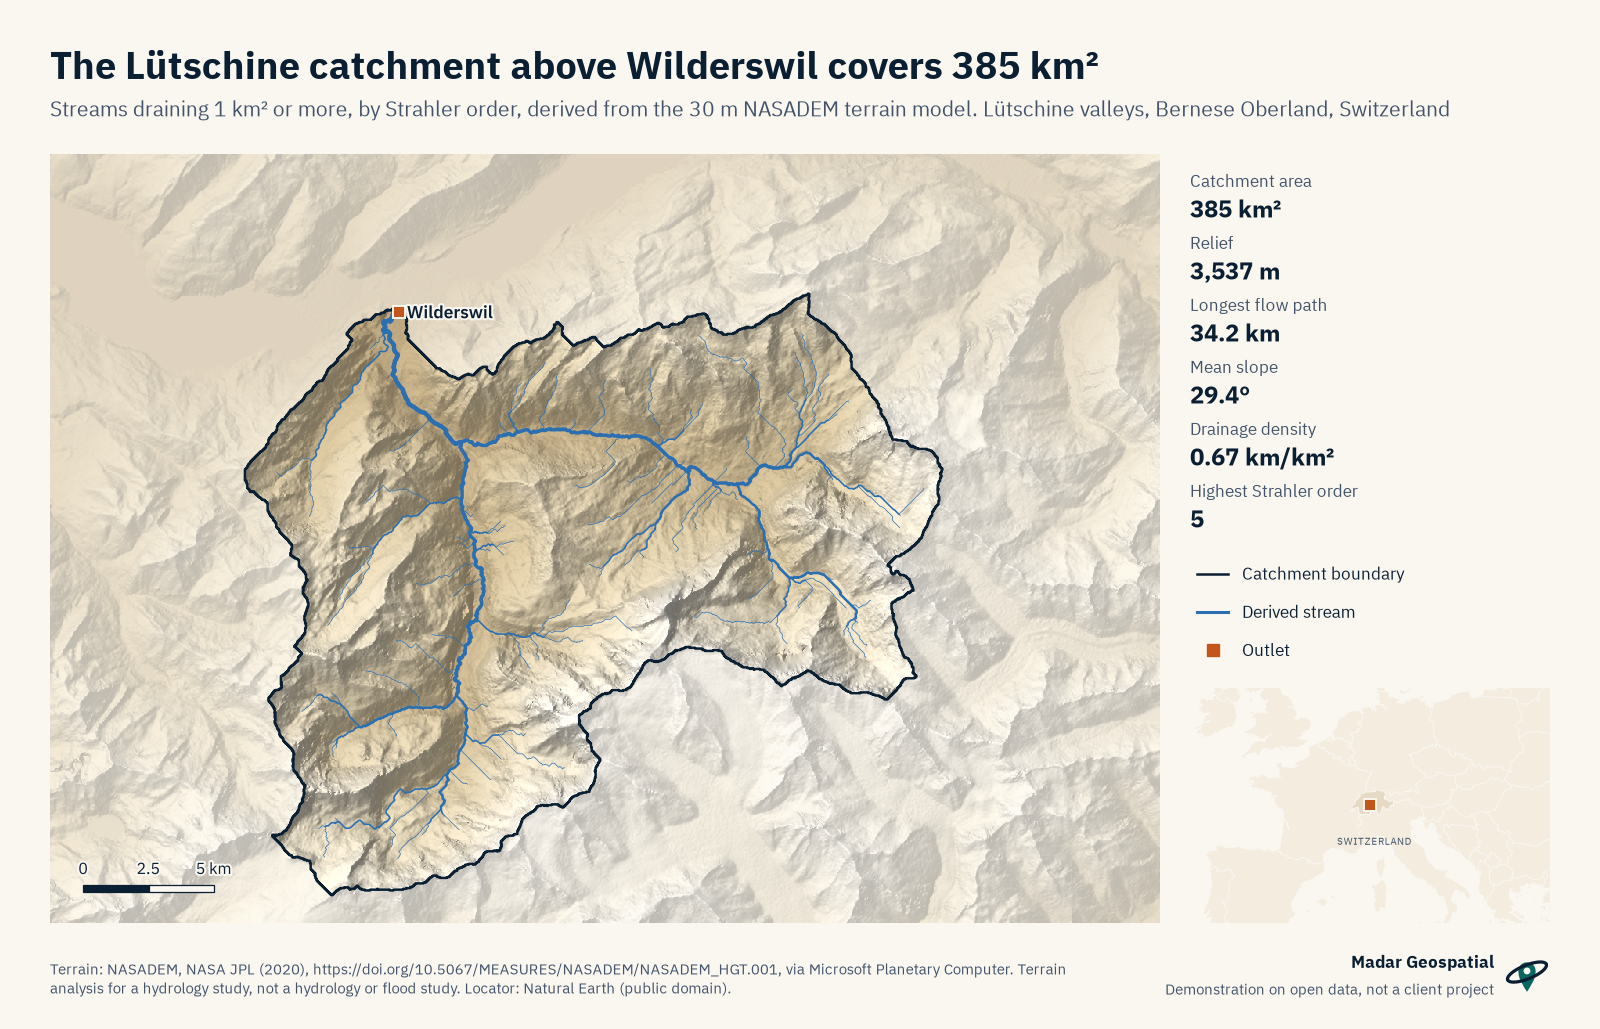 The Lütschine catchment above Wilderswil covers 385 km²
Streams draining 1 km² or more, by Strahler order, derived from the 30 m NASADEM terrain model. Lütschine valleys, Bernese Oberland, Switzerland
Wilderswil
0 2.5 5 km
Catchment area
385 km²
Relief
3,537 m
Longest flow path
34.2 km
Mean slope
29.4°
Drainage density
0.67 km/km²
Highest Strahler order
5
Catchment boundary
Derived stream
Outlet
SWITZERLAND
Terrain: NASADEM, NASA JPL (2020), https://doi.org/10.5067/MEASURES/NASADEM/NASADEM_HGT.001, via Microsoft Planetary Computer. Terrain
analysis for a hydrology study, not a hydrology or flood study. Locator: Natural Earth (public domain).
Madar Geospatial
Demonstration on open data, not a client project